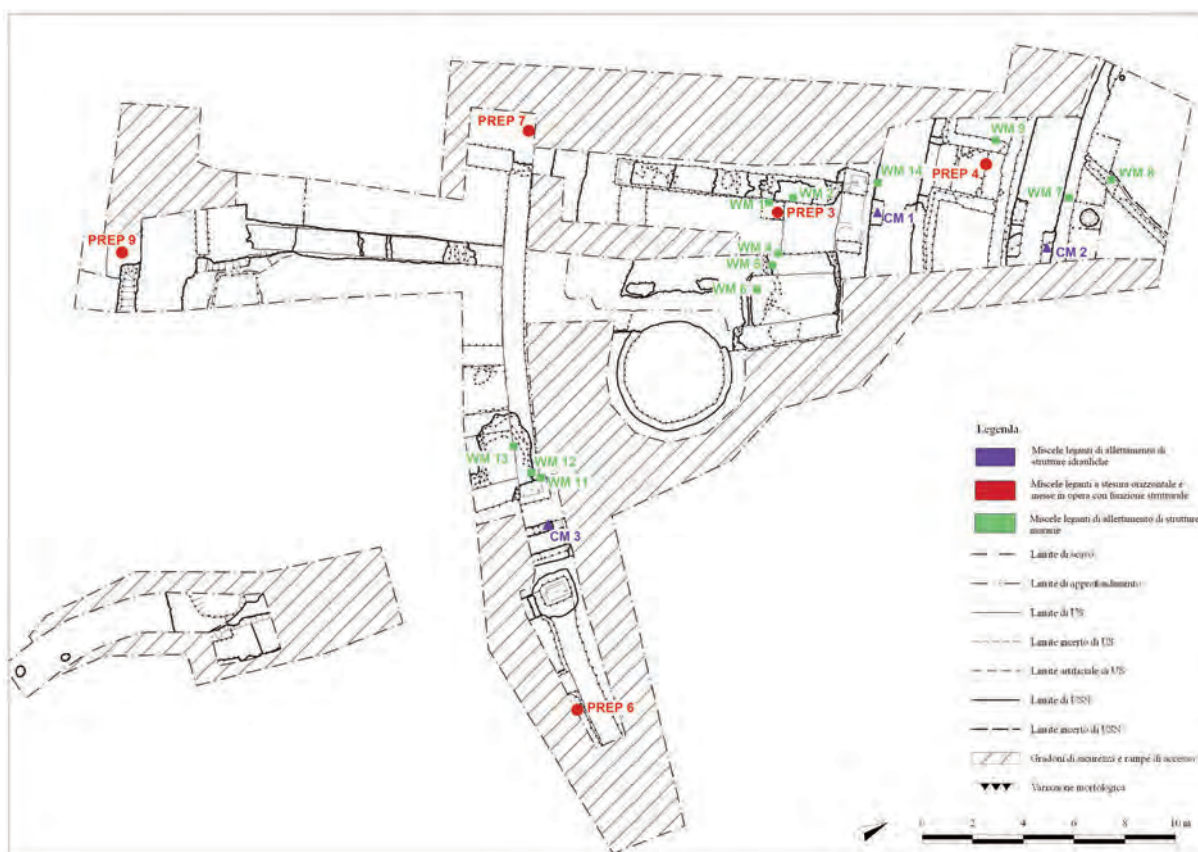 PREP 7
WM 9
PREP 4
WM 14
WM 8
WM 2
WM 1
WM 7
PREP 3
CM 1
PREP 9
WM 4
CM 2
WM 5
WM 6
WM 13
WM 12
WM 11
CM 3
PREP 6
Legenda
Miscele leganti di allettamento di
strutture idrauliche
Miscele leganti a stesura orizzontale e
messe in opera con funzione strutturale
Miscele leganti di allettamento di strutture
murarie
Limite di scavo
Limite di approfondimento
Limite di US
Limite incerto di US
Limite artificiale di US
Limite di USN
Limite incerto di USN
Gradoni di sicurezza e rampe di accesso
Variazione morfologica
0 2 4 6 8 10 m